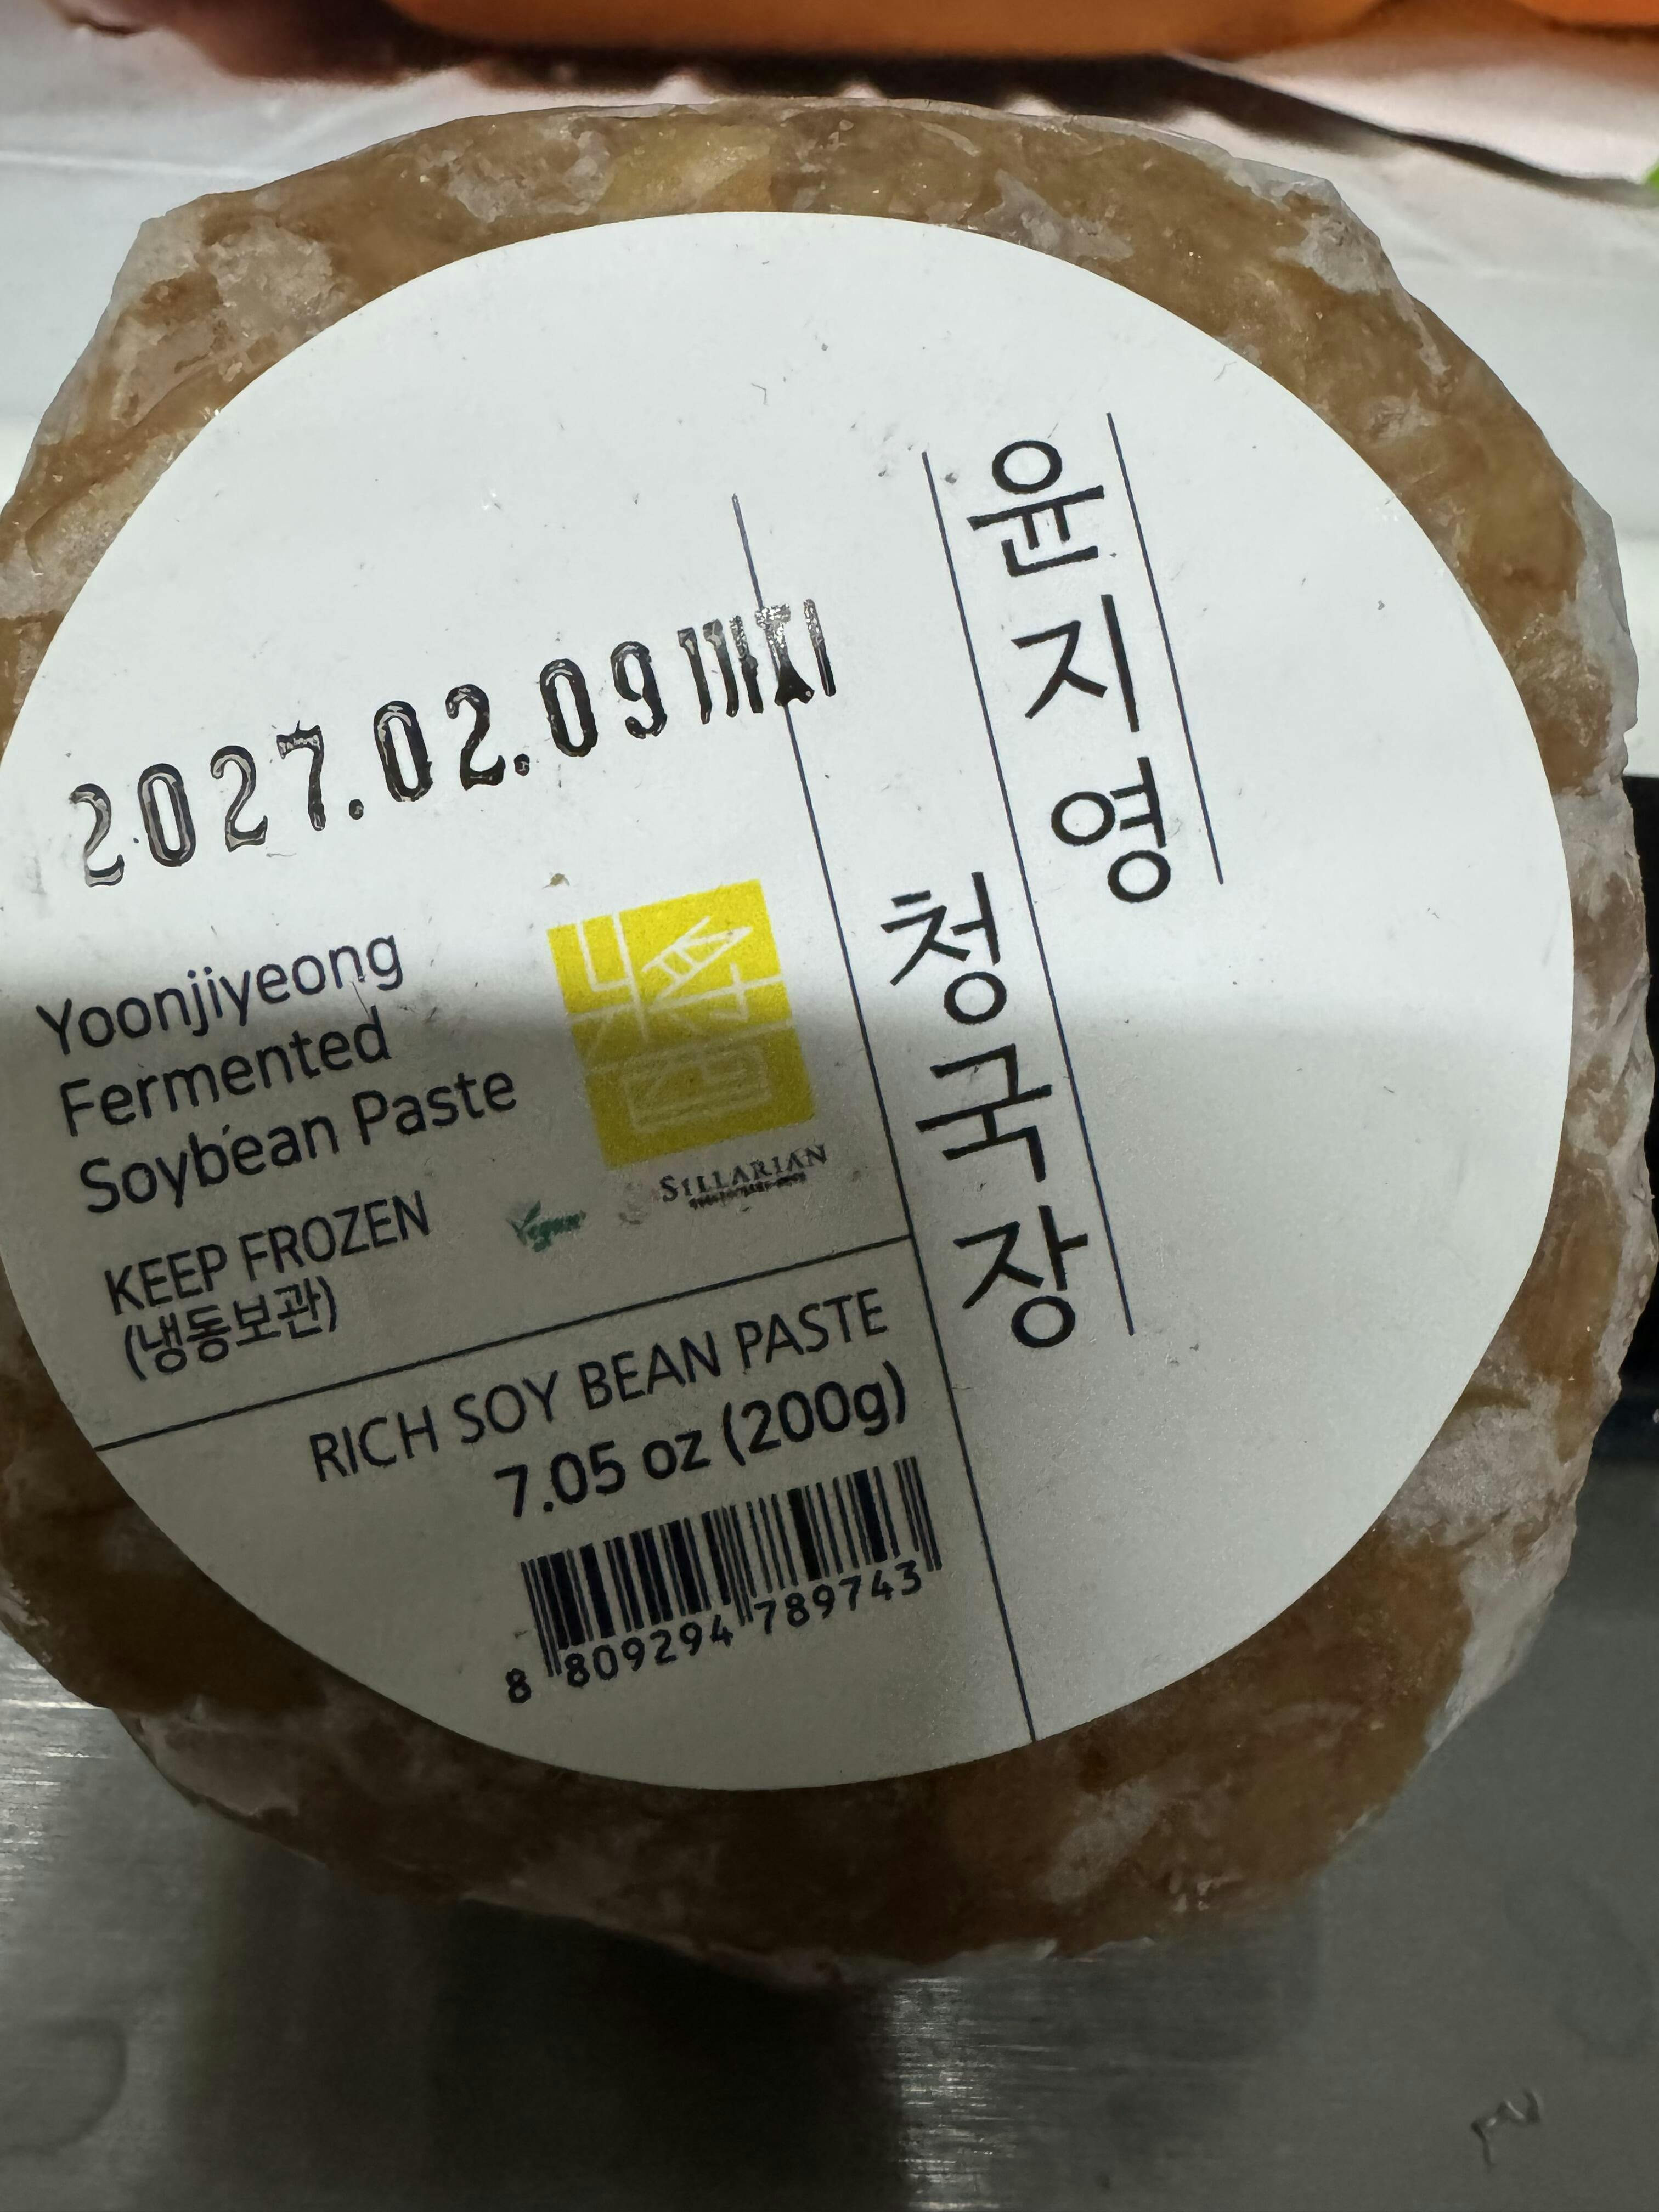 윤지영
청국장
2027.02.09까지
Yoonjiyeong
Fermented
Soybean Paste
SILLARIAN
Vegan
KEEP FROZEN
(냉동보관)
RICH SOY BEAN PASTE
7.05 oz (200g)
8 809294 789743